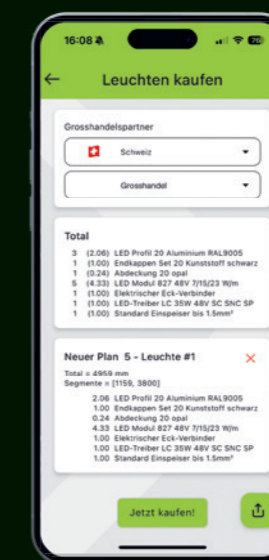 16:08
76
Leuchten kaufen
Grosshandelspartner
Schweiz
Grosshandel
Total
3 (2.06) LED Profil 20 Aluminium RAL9005
1 (1.00) Endkappen Set 20 Kunststoff schwarz
1 (0.24) Abdeckung 20 opal
5 (4.33) LED Modul 827 48V 7/15/23 W/m
1 (1.00) Elektrischer Eck-Verbinder
1 (1.00) LED-Treiber LC 35W 48V SC SNC SP
1 (1.00) Standard Einspeiser bis 1.5mm²
Neuer Plan 5 - Leuchte #1
Total = 4959 mm
Segmente = [1159, 3800]
2.06 LED Profil 20 Aluminium RAL9005
1.00 Endkappen Set 20 Kunststoff schwarz
0.24 Abdeckung 20 opal
4.33 LED Modul 827 48V 7/15/23 W/m
1.00 Elektrischer Eck-Verbinder
1.00 LED-Treiber LC 35W 48V SC SNC SP
1.00 Standard Einspeiser bis 1.5mm²
Jetzt kaufen!